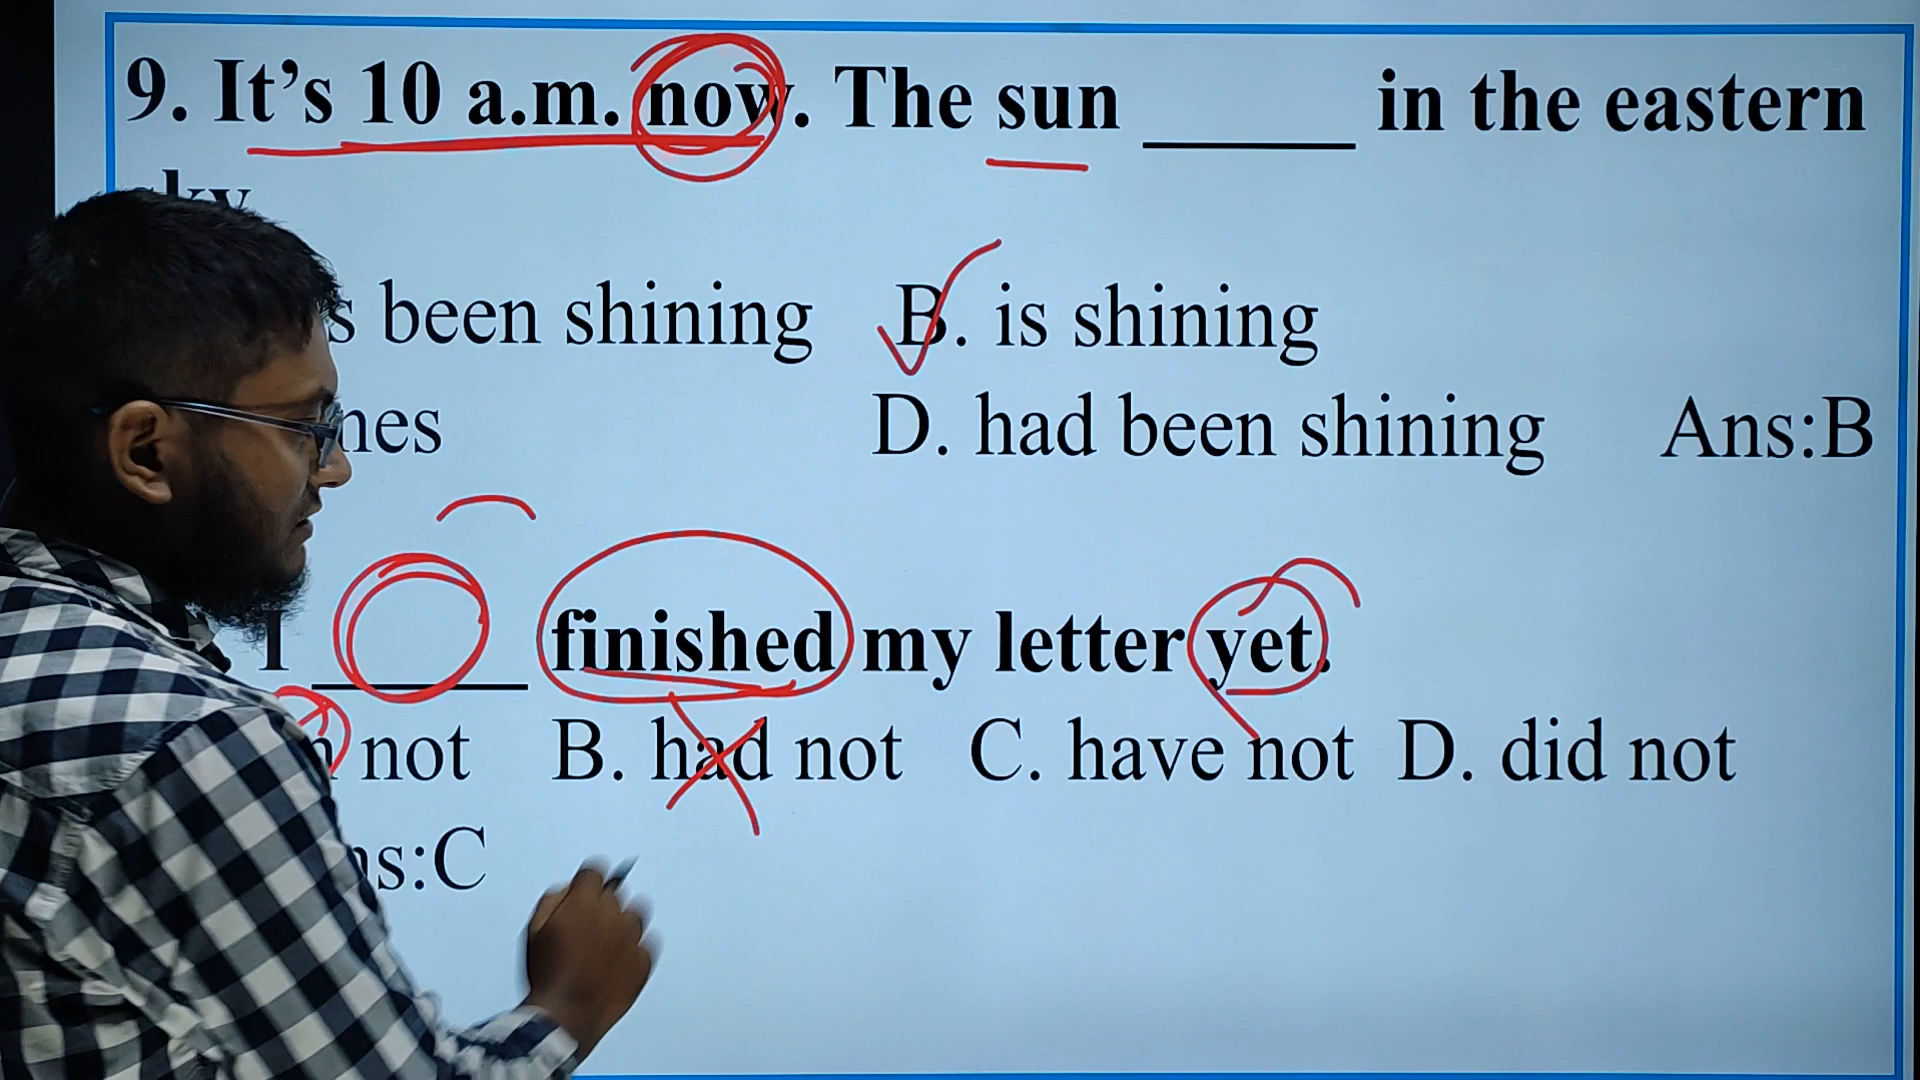 9. It's 10 a.m. now. The sun _____ in the eastern
sky
been shining B. is shining
D. had been shining Ans:B
I _____ finished my letter yet.
not B. had not C. have not D. did not
C